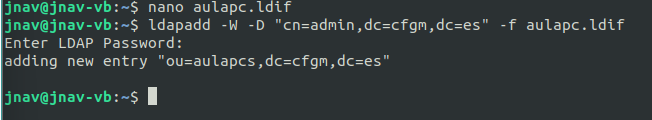 jnav@jnav-vb:~$ nano aulapc.ldif
jnav@jnav-vb:~$ ldapadd -W -D "cn=admin,dc=cfgm,dc=es" -f aulapc.ldif
Enter LDAP Password:
adding new entry "ou=aulapcs,dc=cfgm,dc=es"
jnav@jnav-vb:~$